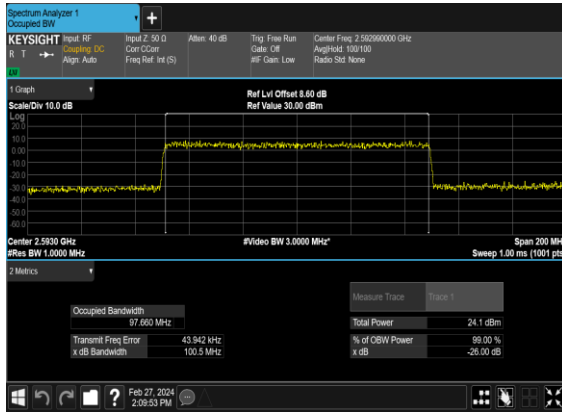 Spectrum Analyzer 1
Occupied BW
+
KEYSIGHT Input: RF Input Z: 50 Ω Atten: 40 dB Trig: Free Run Center Freq: 2.592990000 GHz
R T Coupling: DC Corr CCorr Gate: Off Avg|Hold: 100/100
Align: Auto Freq Ref: Int (S) #IF Gain: Low Radio Std: None
LW
1 Graph
Ref Lvl Offset 8.60 dB
Scale/Div 10.0 dB Ref Value 30.00 dBm
Log
20.0
10.0
0.00
-10.0
-20.0
-30.0
-40.0
-50.0
-60.0
Center 2.5930 GHz #Video BW 3.0000 MHz* Span 200 MH
#Res BW 1.0000 MHz Sweep 1.00 ms (1001 pts
2 Metrics
Measure Trace Trace 1
Occupied Bandwidth
97.660 MHz Total Power 24.1 dBm
Transmit Freq Error 43.942 kHz % of OBW Power 99.00 %
x dB Bandwidth 100.5 MHz x dB -26.00 dB
? Feb 27, 2024
2:09:53 PM